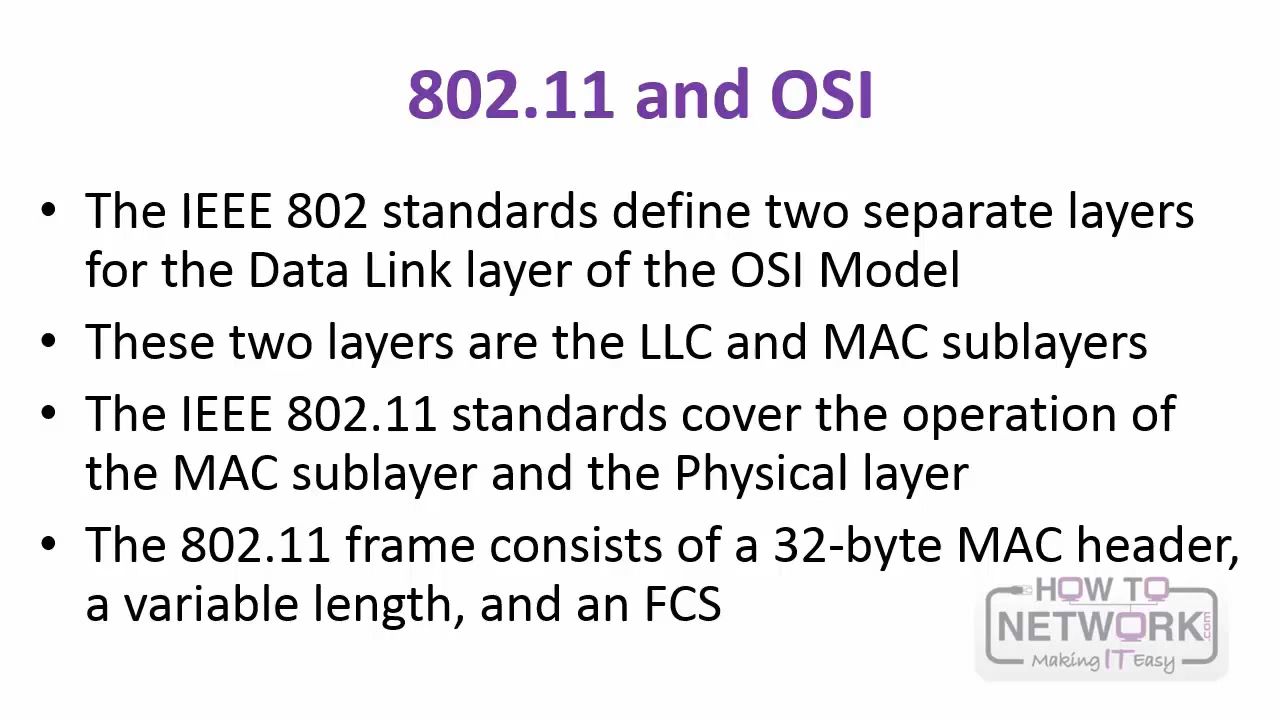 802.11 and OSI
• The IEEE 802 standards define two separate layers
for the Data Link layer of the OSI Model
• These two layers are the LLC and MAC sublayers
• The IEEE 802.11 standards cover the operation of
the MAC sublayer and the Physical layer
• The 802.11 frame consists of a 32-byte MAC header,
a variable length, and an FCS
HOW TO
NETWORK.com
Making IT Easy